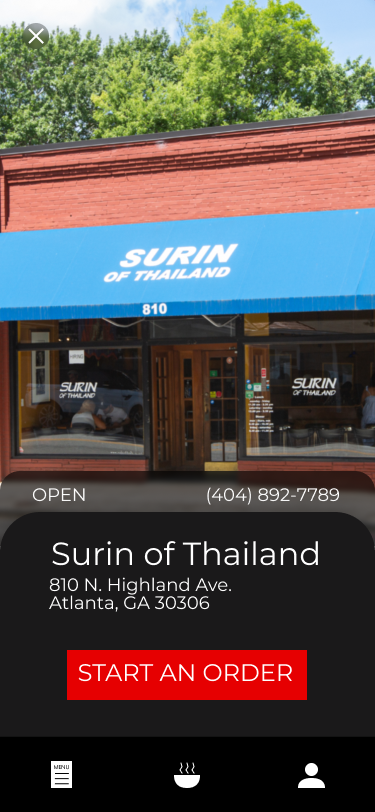 SURIN
OF THAILAND
810
SURIN
OF THAILAND
SURIN
OF THAILAND
OPEN
(404) 892-7789
Surin of Thailand
810 N. Highland Ave.
Atlanta, GA 30306
START AN ORDER
MENU